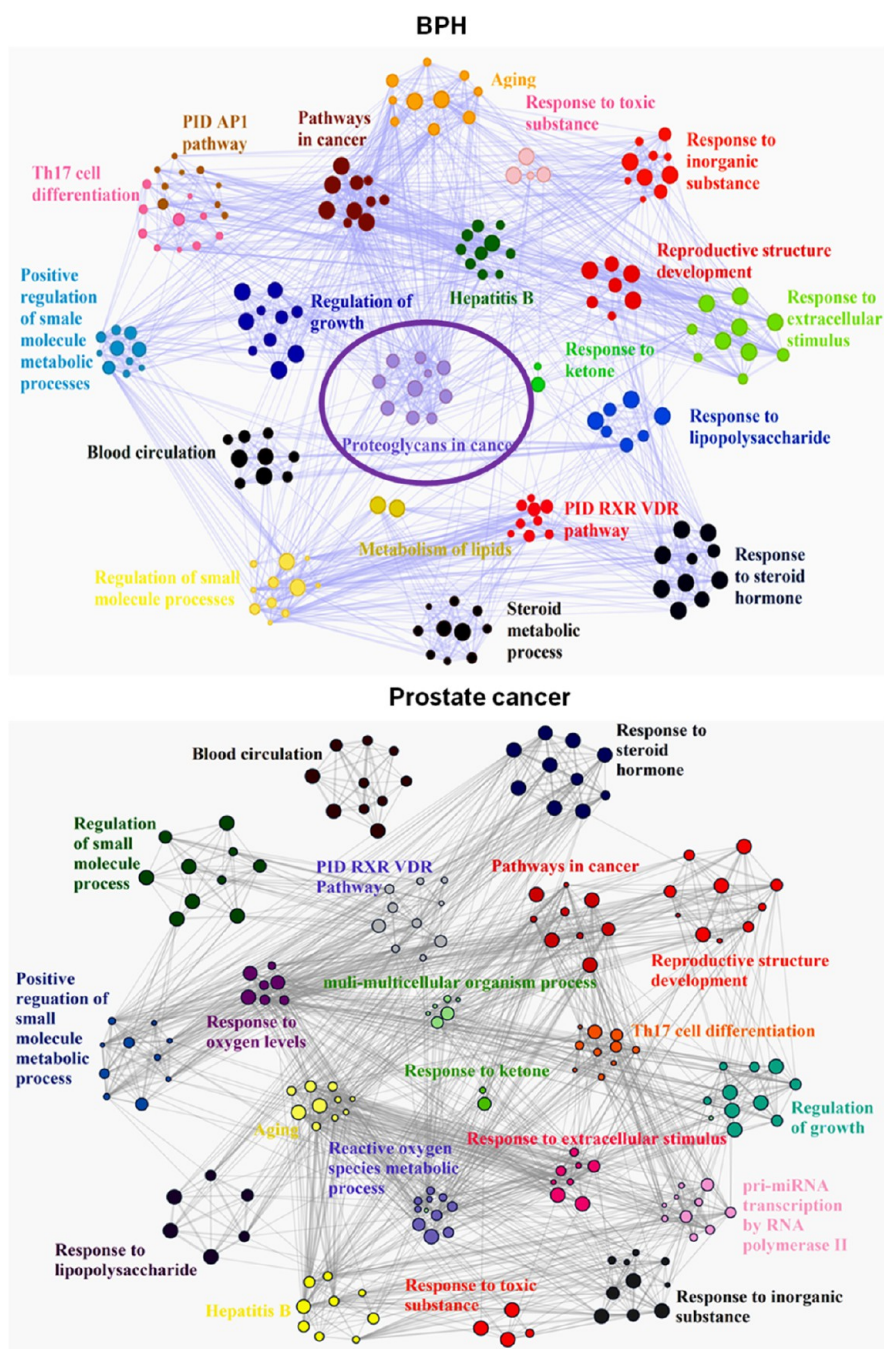 BPH
Aging
Response to toxic
substance
PID AP1
pathway
Pathways
in cancer
Response to
inorganic
substance
Th17 cell
differentiation
Reproductive structure
development
Positive
regulation
of smale
molecule
metabolic
processes
Regulation of
growth
Hepatitis B
Response to
extracellular
stimulus
Response to
ketone
Proteoglycans in cancer
Response to
lipopolysaccharide
Blood circulation
PID RXR VDR
pathway
Metabolism of lipids
Response
to steroid
hormone
Regulation of small
molecule processes
Steroid
metabolic
process
Prostate cancer
Blood circulation
Response to
steroid
hormone
Regulation
of small
molecule
process
PID RXR VDR
Pathway
Pathways in cancer
Reproductive structure
development
Positive
reguation of
small
molecule
metabolic
process
muli-multicellular organism process
Response to
oxygen levels
Th17 cell differentiation
Response to ketone
Regulation
of growth
Aging
Response to extracellular stimulus
Reactive oxygen
species metabolic
process
pri-miRNA
transcription
by RNA
polymerase II
Response to
lipopolysaccharide
Response to toxic
substance
Hepatitis B
Response to inorganic
substance